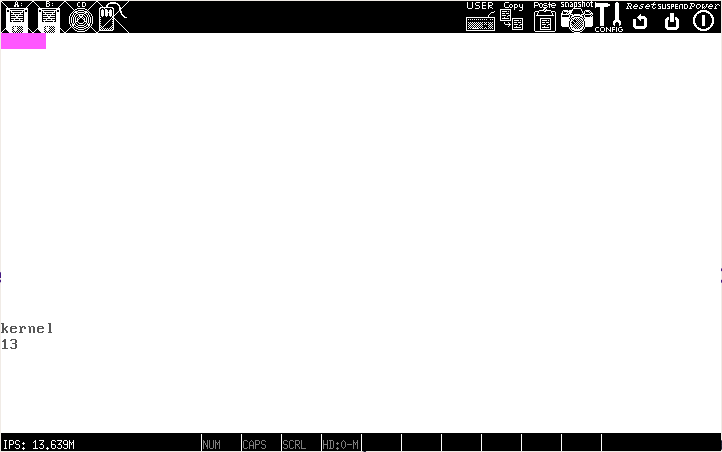 A: B: CD USER Copy Paste snapshot CONFIG Reset SUSPEND Power
kernel
13
IPS: 13.639M NUM CAPS SCRL HD:0-M